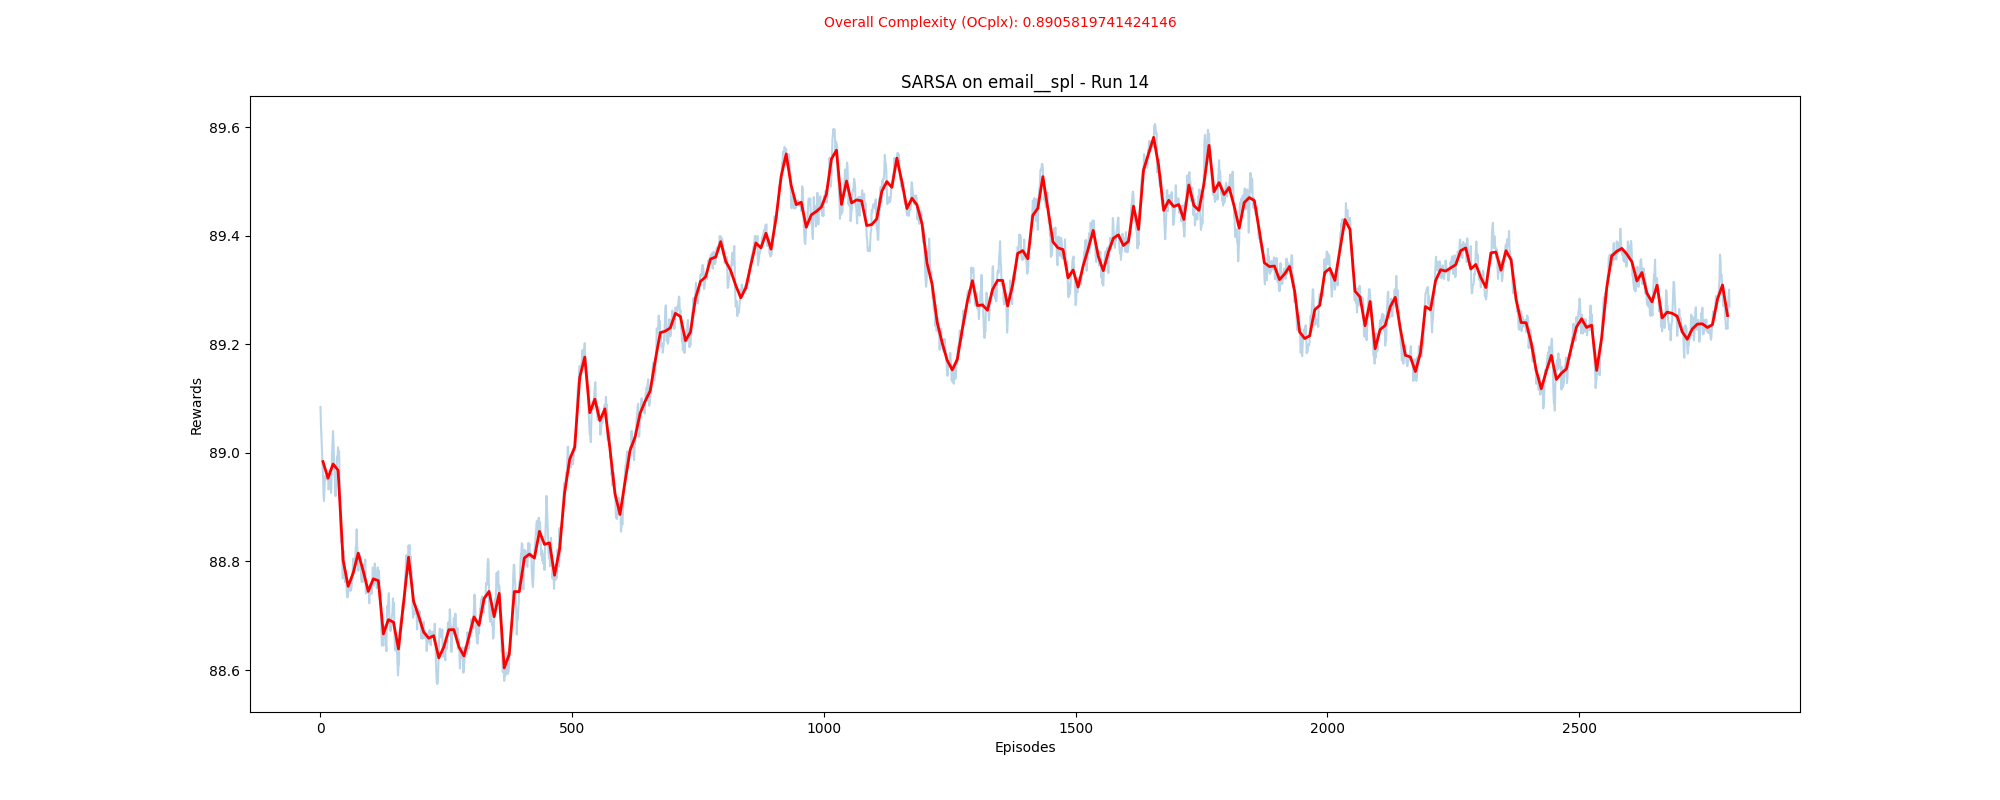 Overall Complexity (OCplx): 0.8905819741424146
SARSA on email__spl - Run 14
89.6
89.4
89.2
89.0
88.8
88.6
Rewards
0 500 1000 1500 2000 2500
Episodes